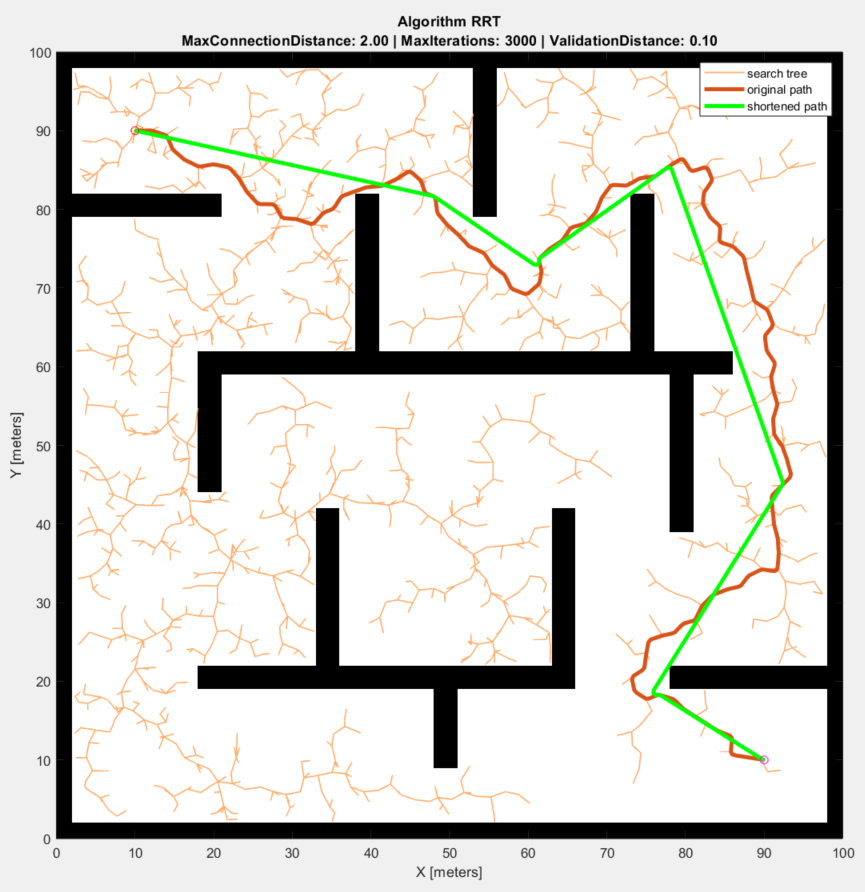 Algorithm RRT
MaxConnectionDistance: 2.00 | MaxIterations: 3000 | ValidationDistance: 0.10
search tree
original path
shortened path
100
90
80
70
60
50
40
30
20
10
0
Y [meters]
0 10 20 30 40 50 60 70 80 90 100
X [meters]